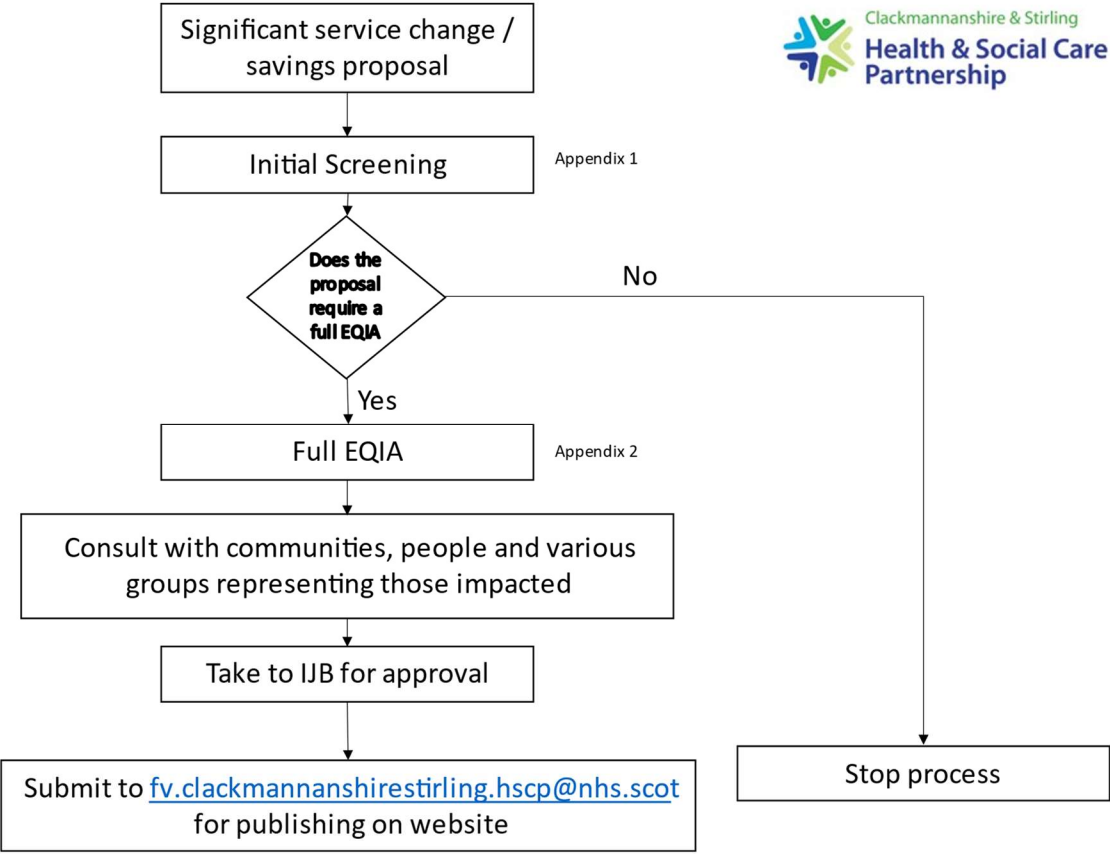 Clackmannanshire & Stirling
Health & Social Care
Partnership
Significant service change /
savings proposal
Initial Screening
Appendix 1
Does the
proposal
require a
full EQIA
No
Yes
Full EQIA
Appendix 2
Consult with communities, people and various
groups representing those impacted
Take to IJB for approval
Submit to fv.clackmannanshirestirling.hscp@nhs.scot
for publishing on website
Stop process